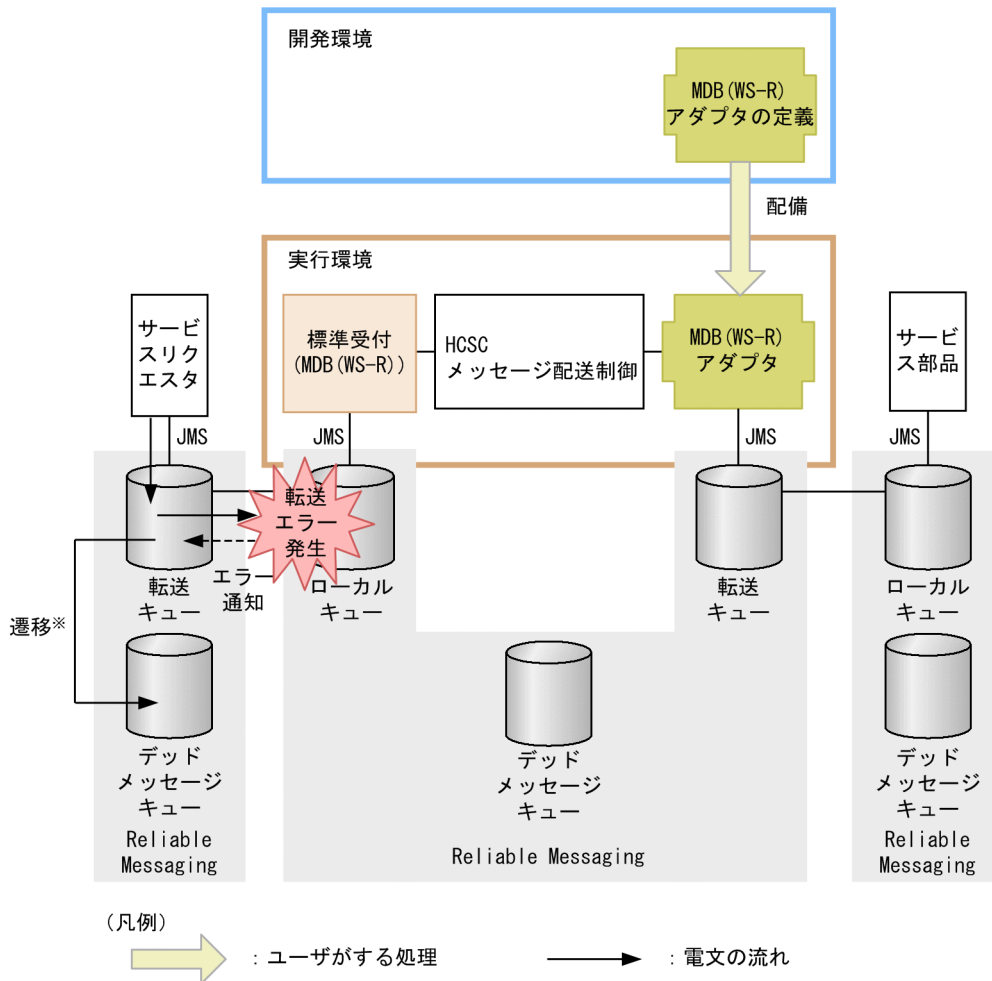 開発環境
MDB(WS-R)
アダプタの定義
配備
実行環境
サービ
スリク
エスタ
標準受付
(MDB(WS-R))
HCSC
メッセージ配送制御
MDB(WS-R)
アダプタ
サービ
ス部品
JMS
JMS
JMS
JMS
転送
エラー
発生
エラー
通知
転送
キュー
ローカル
キュー
転送
キュー
ローカル
キュー
遷移※
デッド
メッセージ
キュー
デッド
メッセージ
キュー
デッド
メッセージ
キュー
Reliable
Messaging
Reliable Messaging
Reliable
Messaging
(凡例)
:ユーザがする処理
:電文の流れ